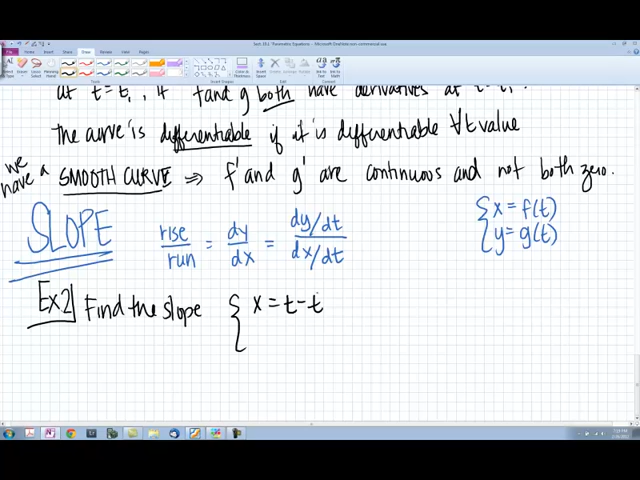 at t = t₁, if f and g both have derivatives at t = t₁.
The curve is differentiable if it is differentiable ∀t value
we have a SMOOTH CURVE ⇒ f' and g' are continuous and not both zero.
SLOPE rise/run = dy/dx = (dy/dt)/(dx/dt) { x = f(t)
y = g(t)
Ex2 Find the slope { x = t - t